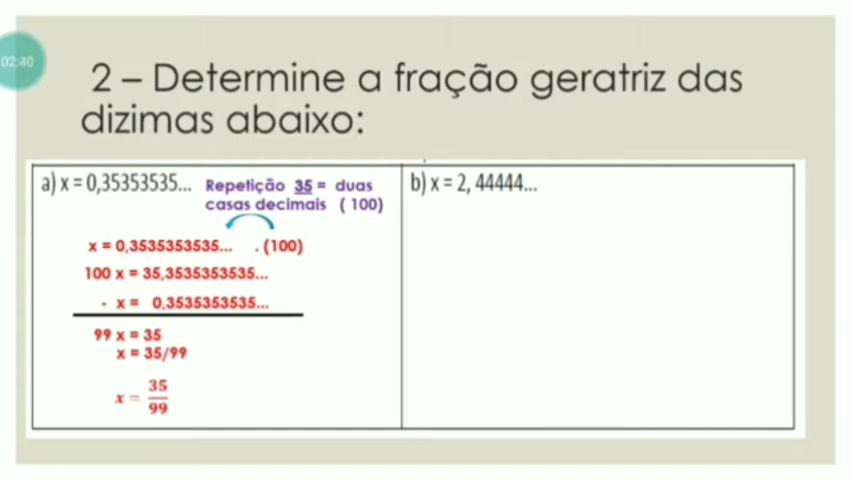 02:40
2 – Determine a fração geratriz das
dizimas abaixo:
a) x = 0,35353535...
Repetição 35 = duas
casas decimais ( 100)
x = 0,3535353535... . (100)
100 x = 35,3535353535...
- x = 0,3535353535...
99 x = 35
x = 35/99
x = 35
99
b) x = 2, 44444...